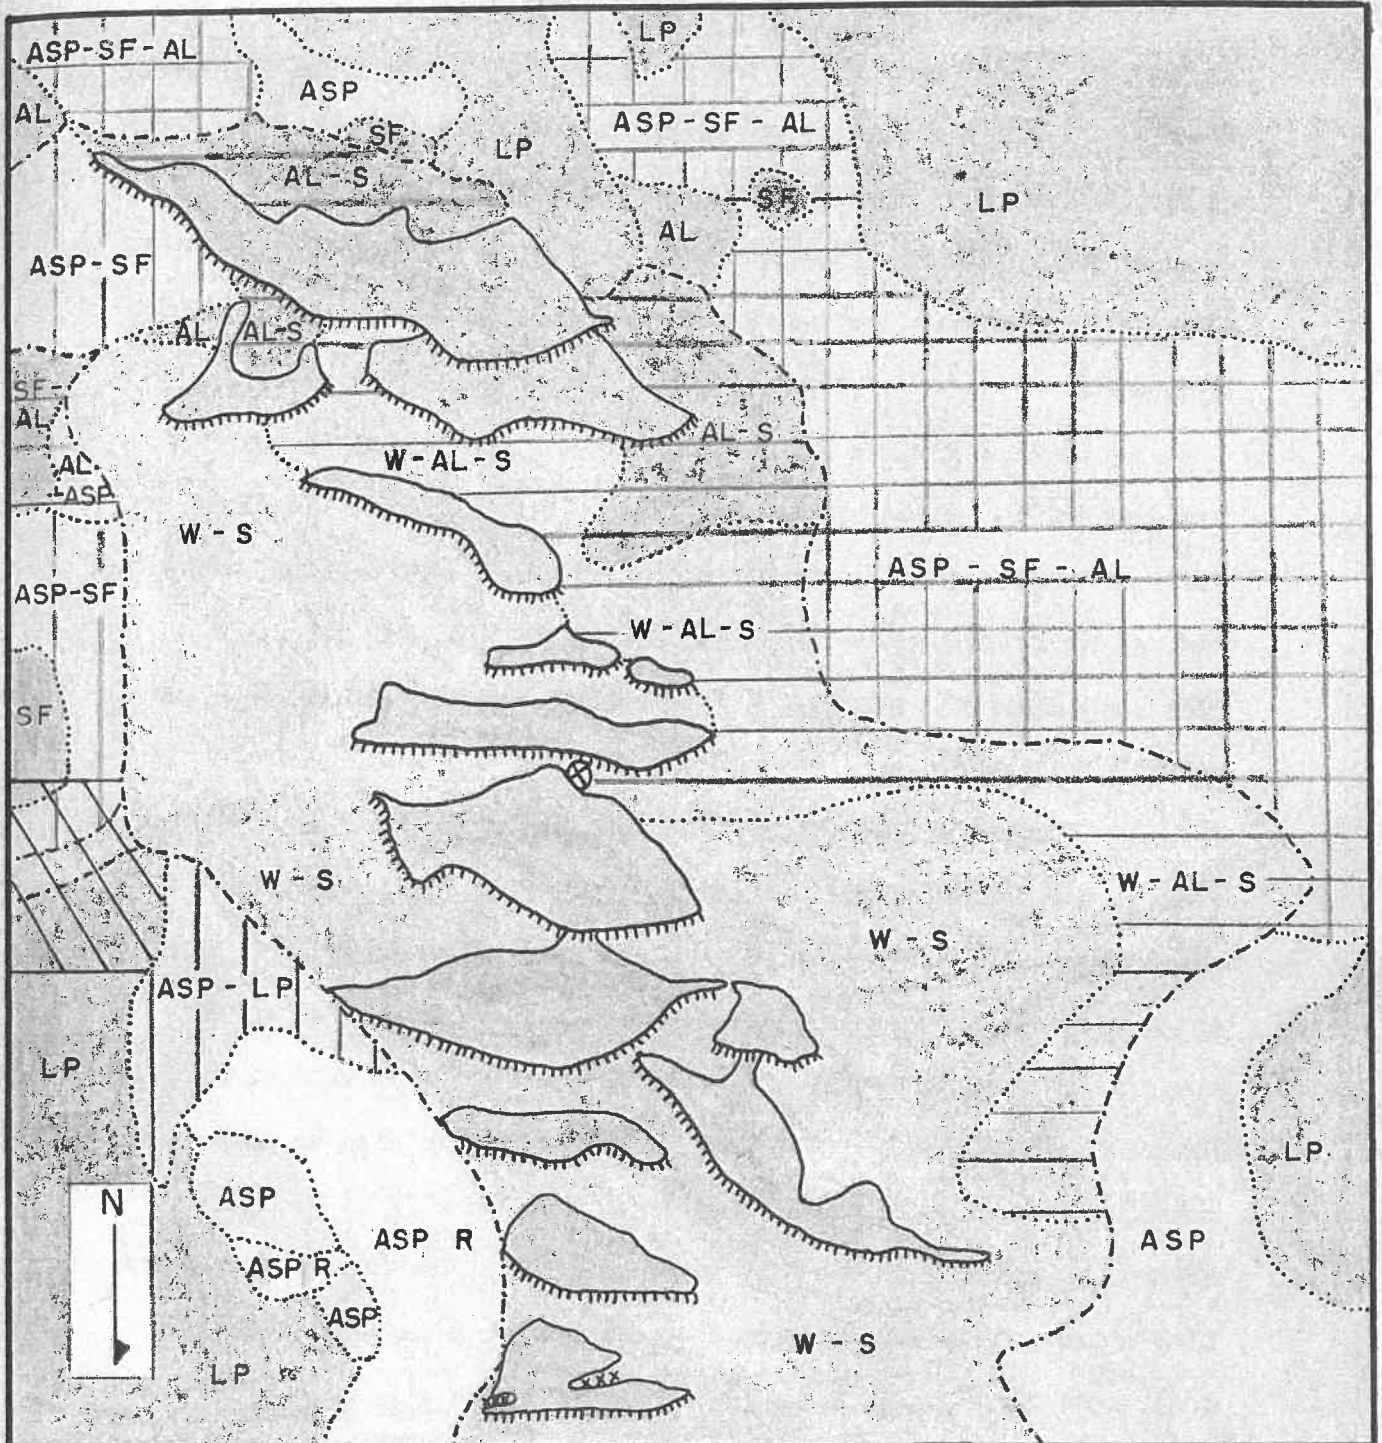 LP
ASP-SF-AL
ASP
AL
SF
ASP-SF-AL
LP
AL-S
SF
LP
AL
ASP-SF
AL
AL-S
SF-
AL
AL-S
AL
W-AL-S
ASP
W-S
ASP-SF-AL
ASP-SF
W-AL-S
SF
W-S
W-AL-S
W-S
ASP-LP
LP
LP
ASP
N
ASP R
ASP
ASP R
ASP
W-S
LP